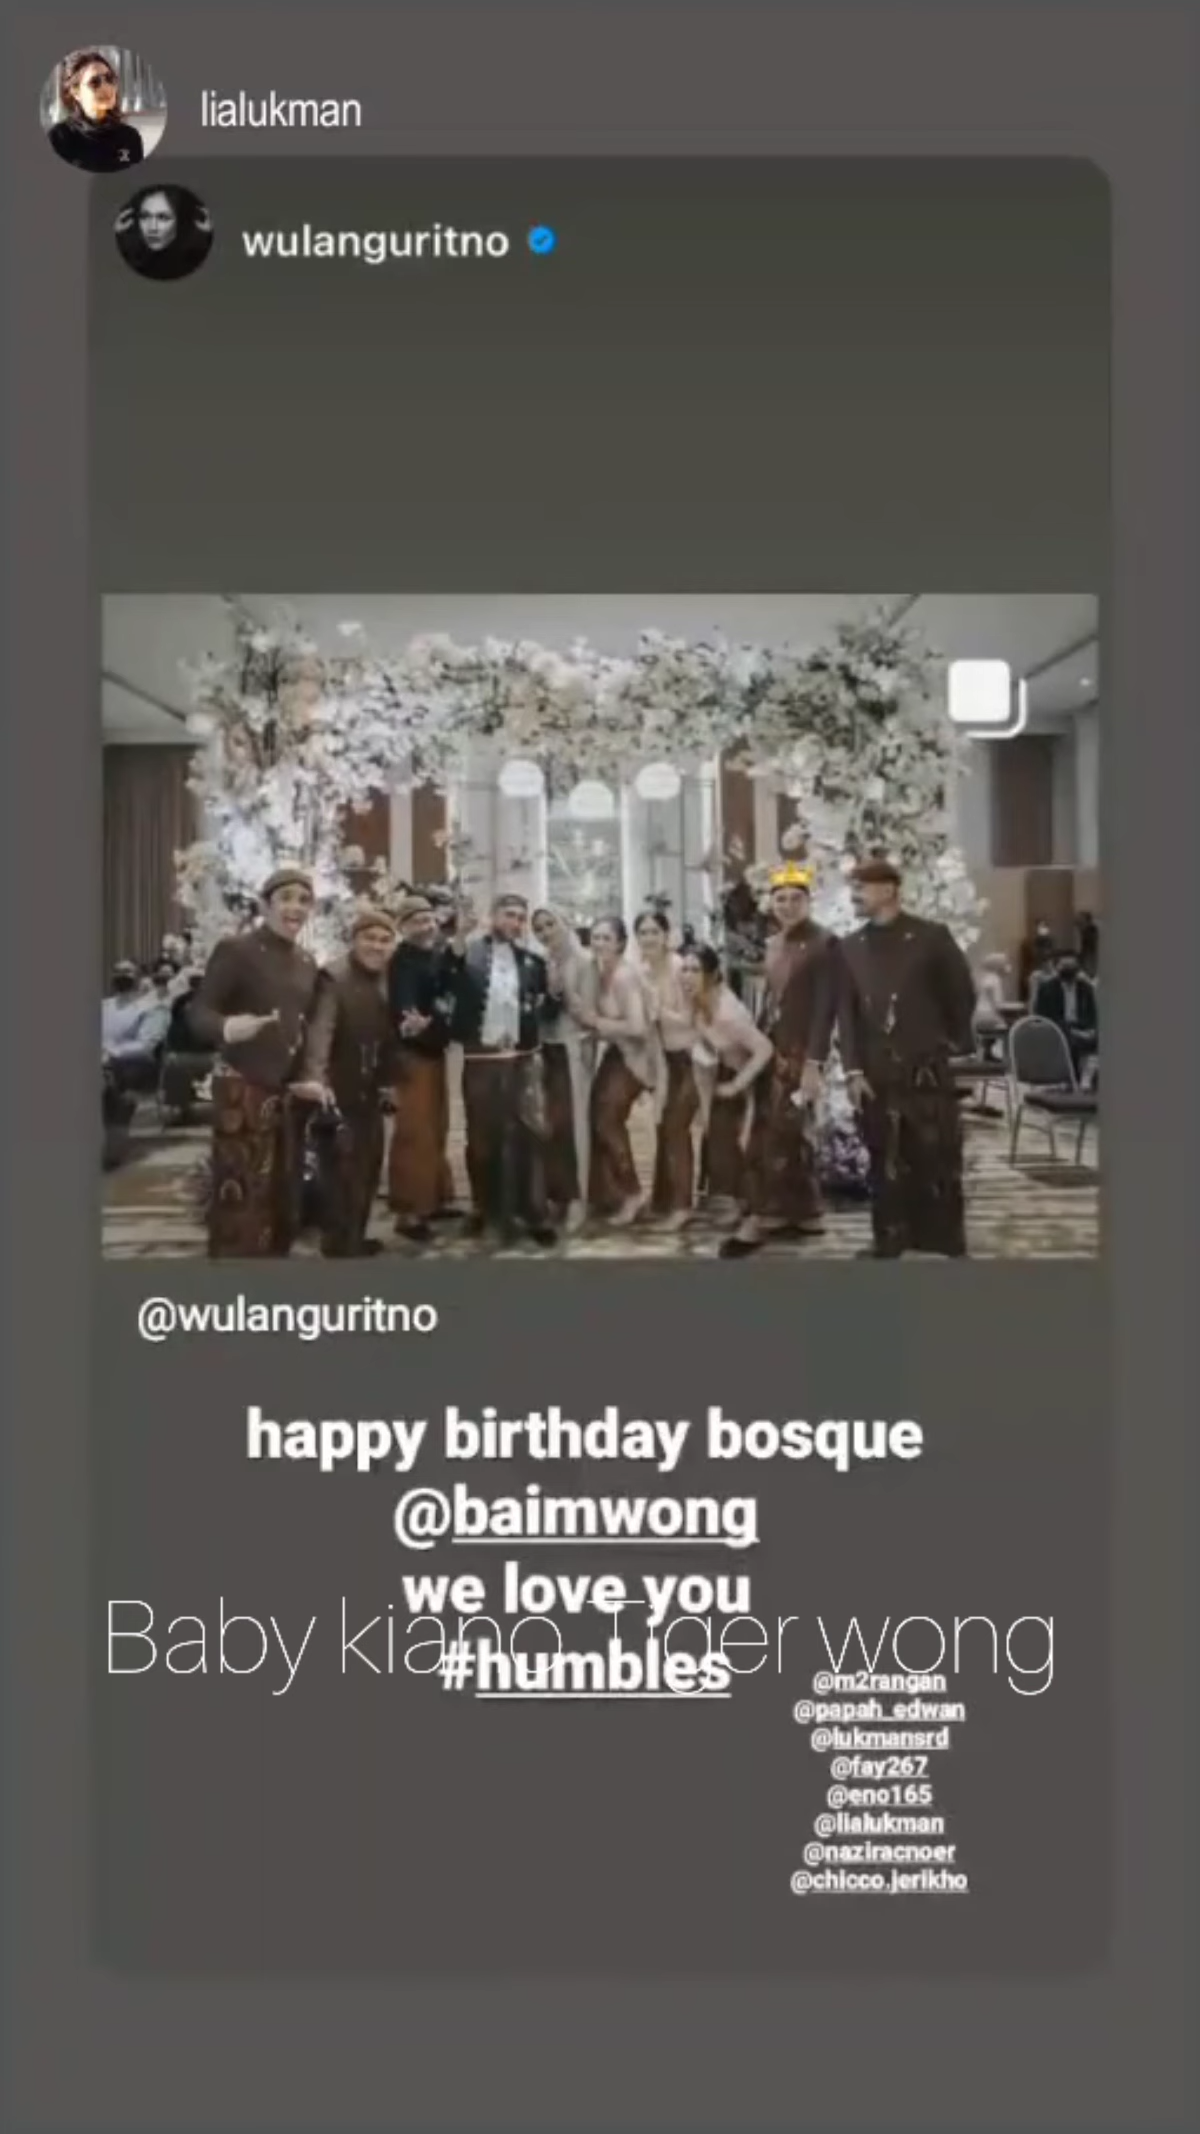 lialukman
wulanguritno
@wulanguritno
happy birthday bosque
@baimwong
we love you
#humbles
Baby kiano Tiger wong
@m2rangan
@papah_edwan
@lukmansrd
@fay267
@eno165
@lialukman
@naziracnoer
@chicco.jerikho